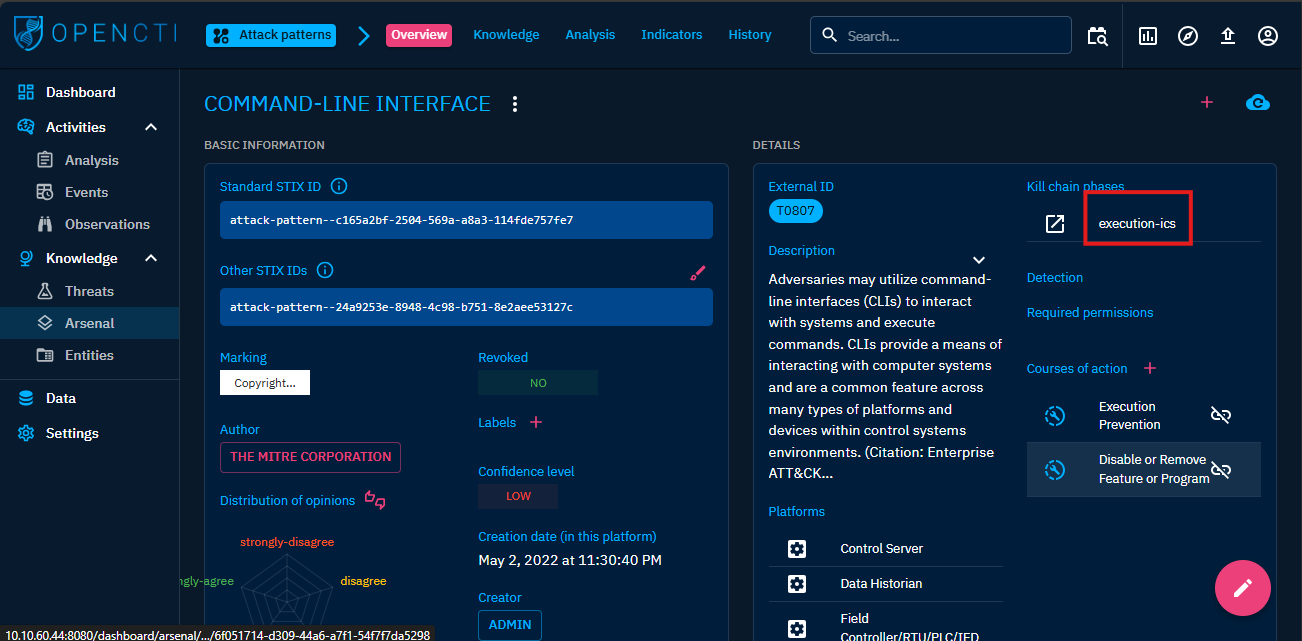 OPENCTI
Attack patterns
Overview
Knowledge
Analysis
Indicators
History
Search...
Dashboard
Activities
Analysis
Events
Observations
Knowledge
Threats
Arsenal
Entities
Data
Settings
COMMAND-LINE INTERFACE
BASIC INFORMATION
Standard STIX ID
attack-pattern--c165a2bf-2504-569a-a8a3-114fde757fe7
Other STIX IDs
attack-pattern--24a9253e-8948-4c98-b751-8e2aee53127c
Marking
Copyright...
Revoked
NO
Author
THE MITRE CORPORATION
Labels
Distribution of opinions
strongly-disagree
ngly-agree
disagree
Confidence level
LOW
Creation date (in this platform)
May 2, 2022 at 11:30:40 PM
Creator
ADMIN
DETAILS
External ID
T0807
Description
Adversaries may utilize command-
line interfaces (CLIs) to interact
with systems and execute
commands. CLIs provide a means of
interacting with computer systems
and are a common feature across
many types of platforms and
devices within control systems
environments. (Citation: Enterprise
ATT&CK...
Platforms
Control Server
Data Historian
Field
Controller/RTU/PLC/IED
Kill chain phases
execution-ics
Detection
Required permissions
Courses of action
Execution
Prevention
Disable or Remove
Feature or Program
10.10.60.44:8080/dashboard/arsenal/.../6f051714-d309-44a6-a7f1-54f7f7da5298